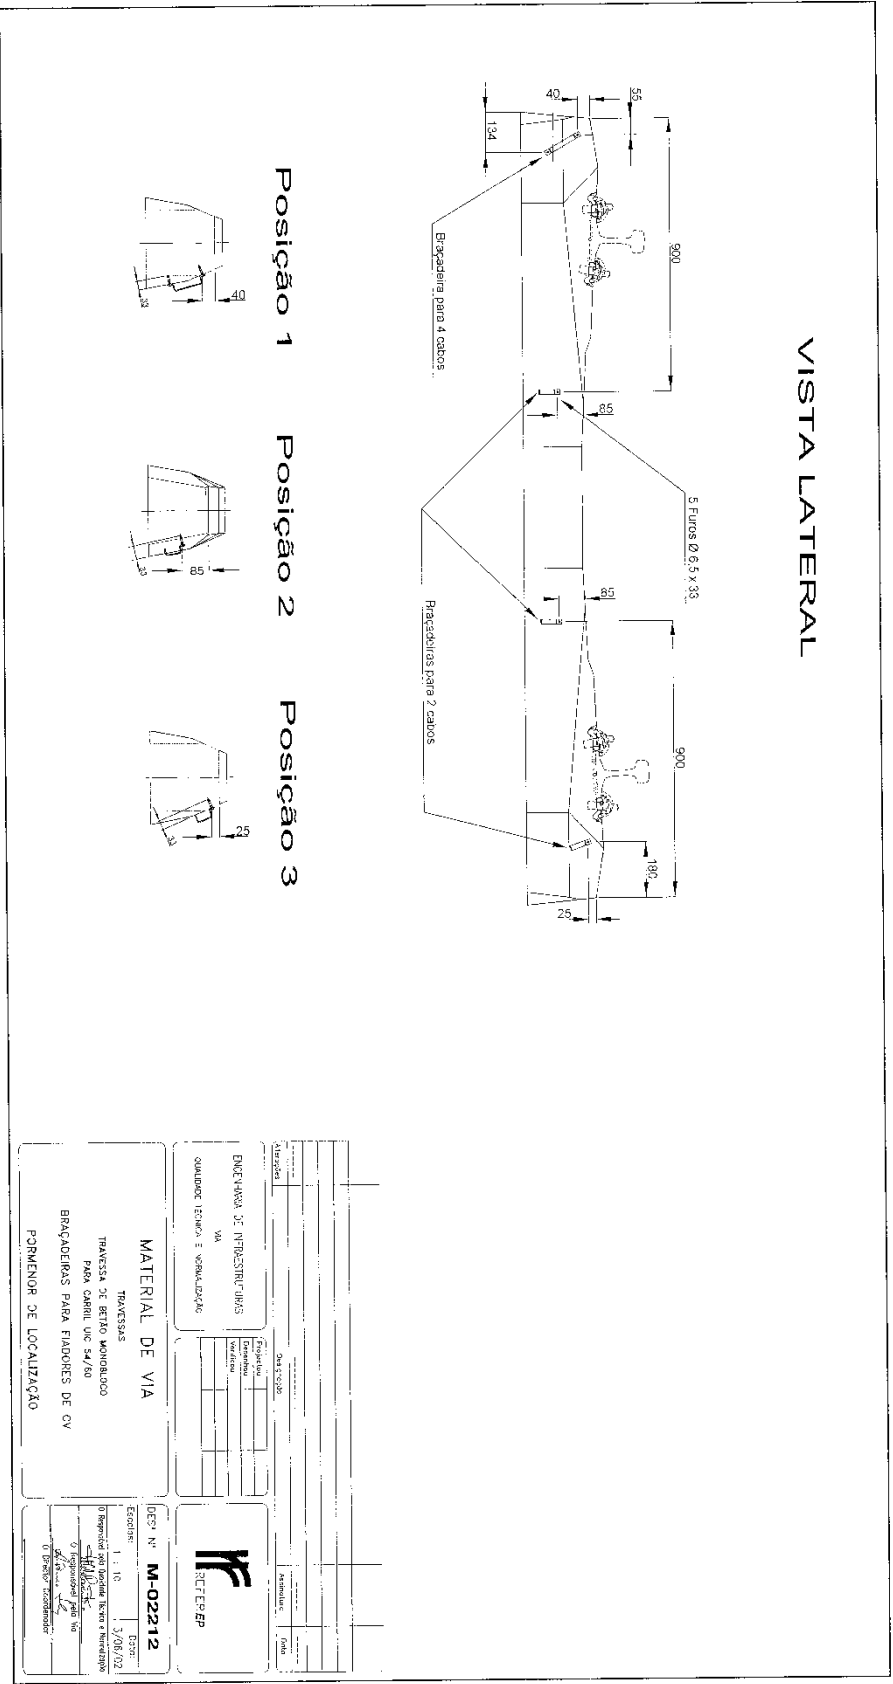 VISTA LATERAL
5 Furos Ø 6,5 x 33
900
900
55
40
134
85
85
180
25
Braçadeira para 4 cabos
Braçadeiras para 2 cabos
Posição 1
Posição 2
Posição 3
40
33
85
33
25
33
Alterações
Designação
Assinatura
Data
ENGENHARIA DE INFRAESTRUTURAS
VIA
QUALIDADE TÉCNICA E NORMALIZAÇÃO
Projectou
Desenhou
Verificou
REFER EP
MATERIAL DE VIA
TRAVESSAS
TRAVESSA DE BETÃO MONOBLOCO
PARA CARRIL UIC 54/60
BRAÇADEIRAS PARA FIADORES DE CV
PORMENOR DE LOCALIZAÇÃO
DES. Nº M-02212
Escalas: 1 : 10
Data: 3/06/02
O Responsável pela Qualidade Técnica e Normalização
O Responsável pela Via
O Director Coordenador